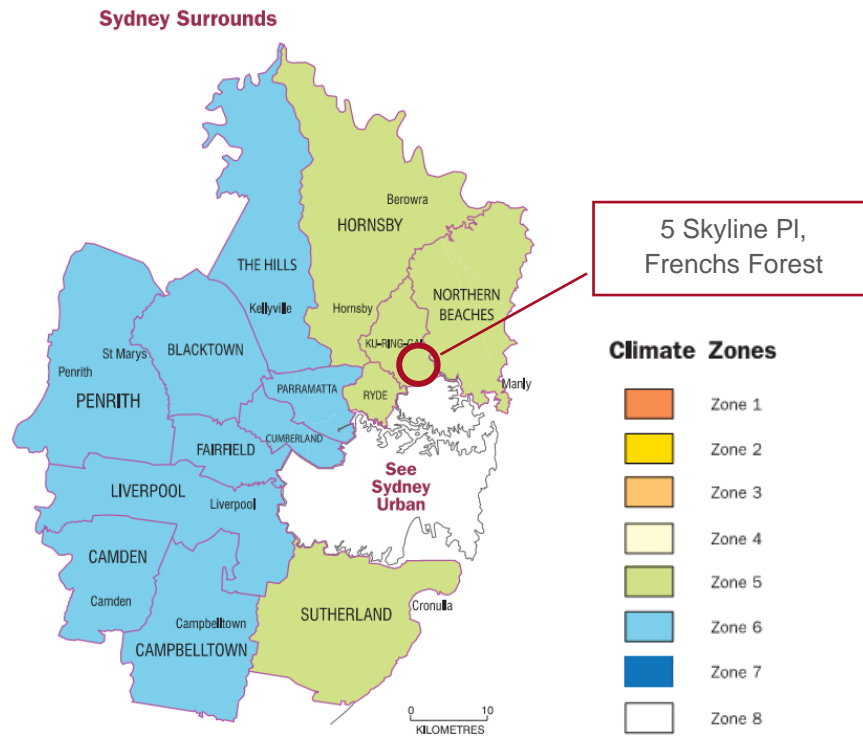 Sydney Surrounds
Berowra
HORNSBY
THE HILLS
Hornsby
NORTHERN
BEACHES
Kellyville
KU-RING-GAI
St Marys
BLACKTOWN
Penrith
PENRITH
PARRAMATTA
RYDE
Manly
CUMBERLAND
FAIRFIELD
See
Sydney
Urban
LIVERPOOL
Liverpool
CAMDEN
Camden
Campbelltown
CAMPBELLTOWN
SUTHERLAND
Cronulla
0 10
KILOMETRES
5 Skyline Pl,
Frenchs Forest
Climate Zones
Zone 1
Zone 2
Zone 3
Zone 4
Zone 5
Zone 6
Zone 7
Zone 8